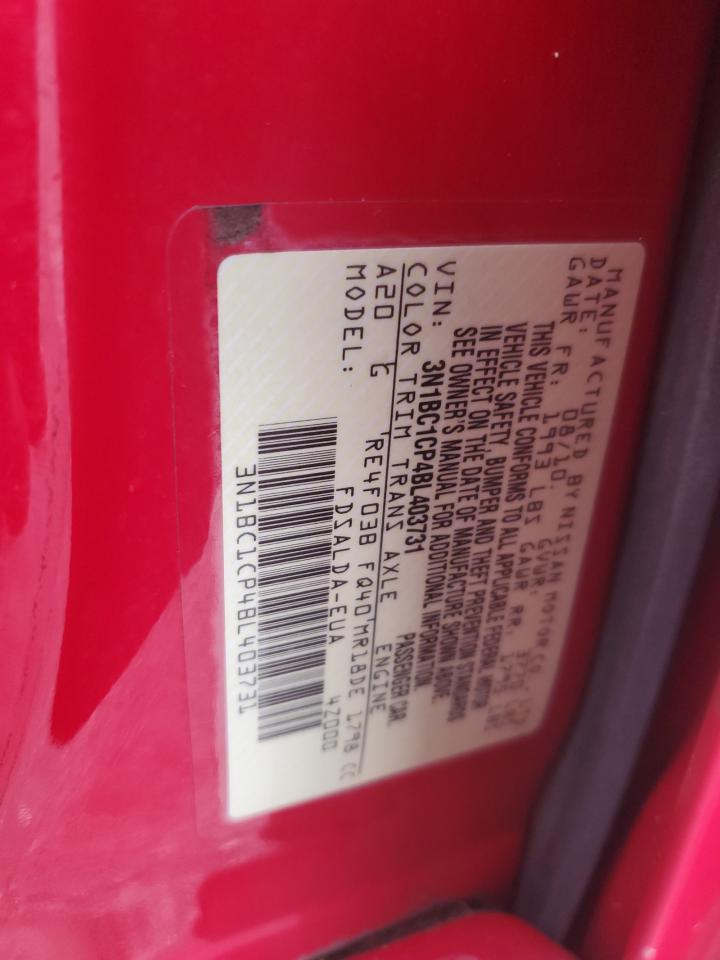 MANUFACTURED BY NISSAN MOTOR CO
DATE: 08/10. GVWR:
GAWR FR: 1993 LBS GAWR RR:
THIS VEHICLE CONFORMS TO ALL APPLICABLE FEDERAL MOTOR
VEHICLE SAFETY, BUMPER AND THEFT PREVENTION STANDARDS
IN EFFECT ON THE DATE OF MANUFACTURE SHOWN ABOVE.
SEE OWNER'S MANUAL FOR ADDITIONAL INFORMATION.
VIN: 3N1BC1CP4BL403731 PASSENGER CAR
COLOR TRIM TRANS AXLE ENGINE
A20 G 'RE4F03B FQ40'MR18DE 1798 CC
MODEL: FDSALDA-EUA 4Z000
3N1BC1CP4BL403731